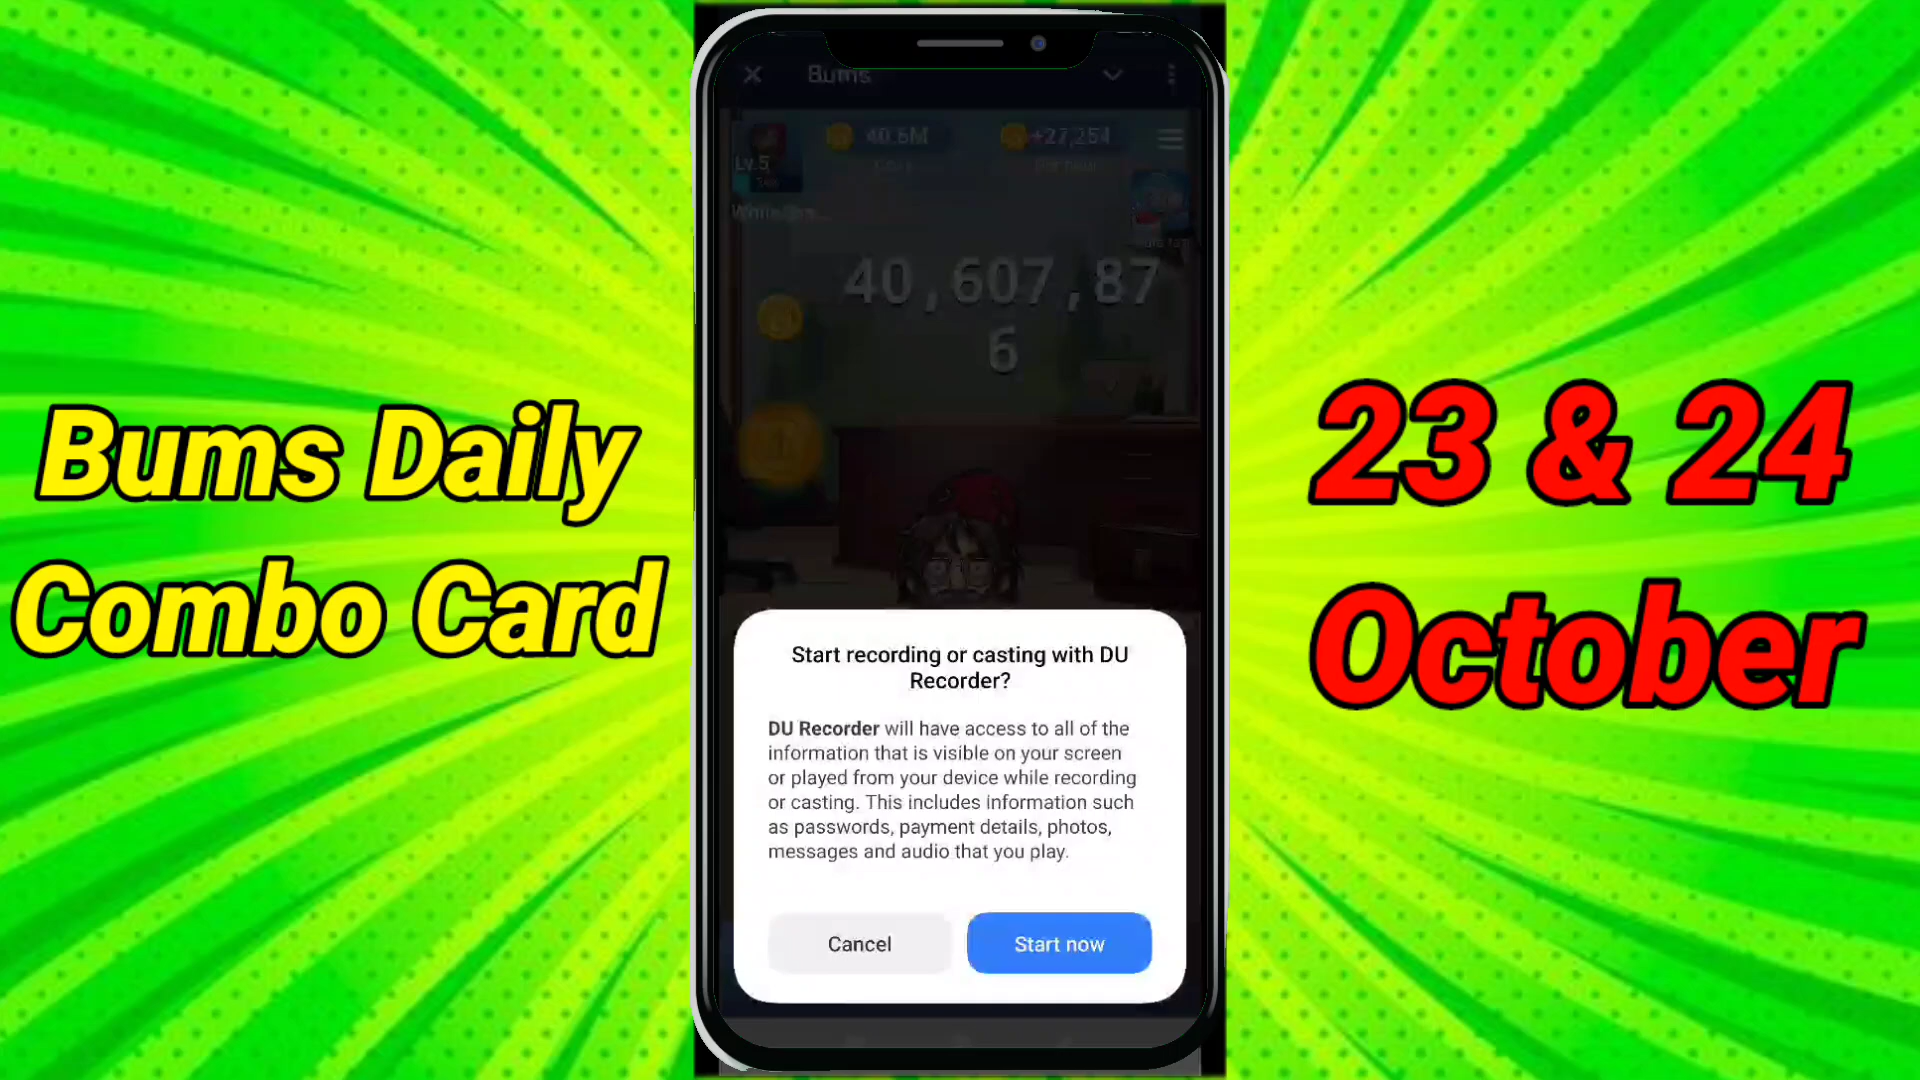 Bums Daily
Combo Card
23 & 24
October
Bums
40.6M
+27,254
Per hour
Lv.5
40,607,87
6
Start recording or casting with DU
Recorder?
DU Recorder will have access to all of the
information that is visible on your screen
or played from your device while recording
or casting. This includes information such
as passwords, payment details, photos,
messages and audio that you play.
Cancel
Start now